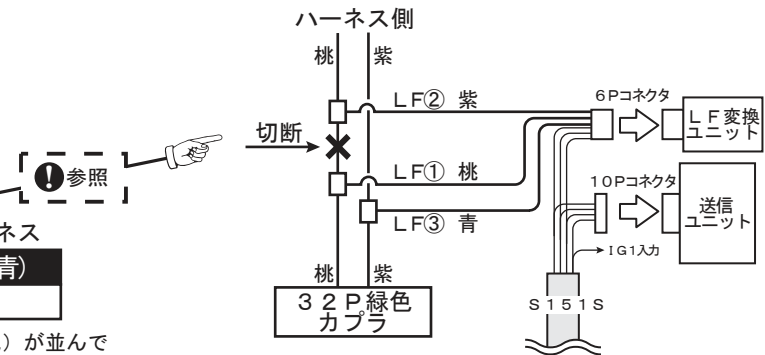 ハーネス側
桃 紫
LF② 紫
6Pコネクタ
LF変換
ユニット
切断
LF① 桃
参照
10Pコネクタ
送信
ユニット
LF③ 青
IG1入力
ネス
青)
桃 紫
32P緑色
カプラ
S151S
）が並んで